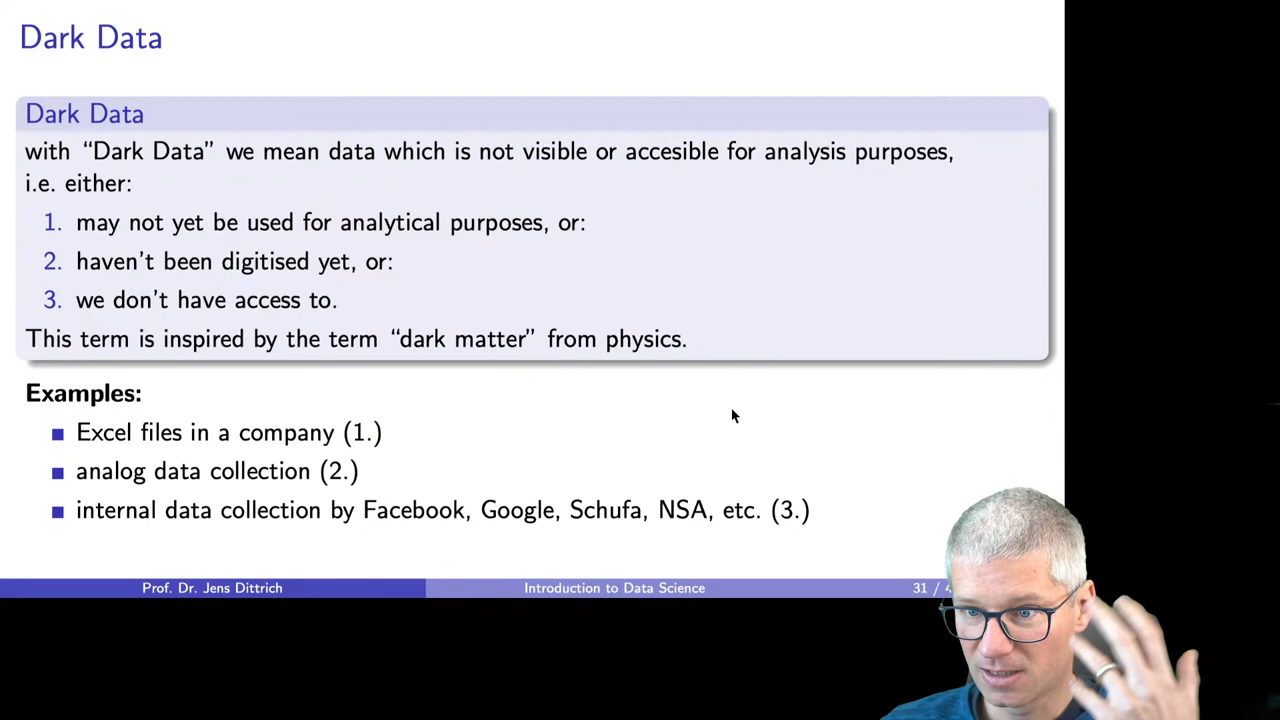 Dark Data
Dark Data
with “Dark Data” we mean data which is not visible or accesible for analysis purposes,
i.e. either:
1. may not yet be used for analytical purposes, or:
2. haven't been digitised yet, or:
3. we don't have access to.
This term is inspired by the term “dark matter” from physics.
Examples:
Excel files in a company (1.)
analog data collection (2.)
internal data collection by Facebook, Google, Schufa, NSA, etc. (3.)
Prof. Dr. Jens Dittrich
Introduction to Data Science
31 /